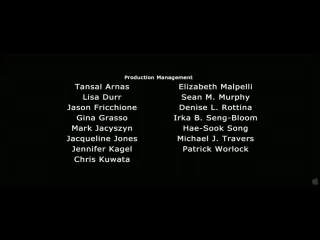 Production Management
Tansal Arnas
Lisa Durr
Jason Fricchione
Gina Grasso
Mark Jacyszyn
Jacqueline Jones
Jennifer Kagel
Chris Kuwata
Elizabeth Malpelli
Sean M. Murphy
Denise L. Rottina
Irka B. Seng-Bloom
Hae-Sook Song
Michael J. Travers
Patrick Worlock